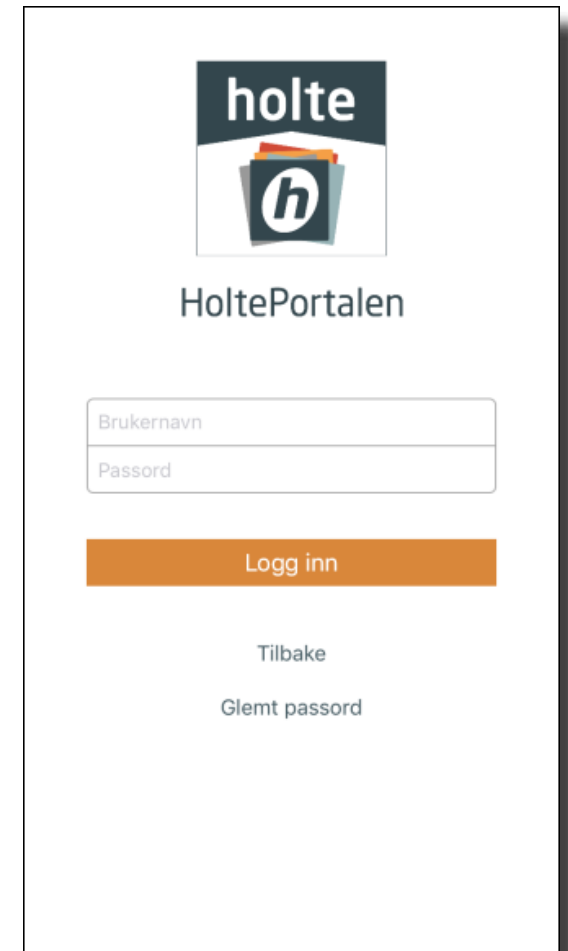 holte
h
HoltePortalen
Brukernavn
Passord
Logg inn
Tilbake
Glemt passord